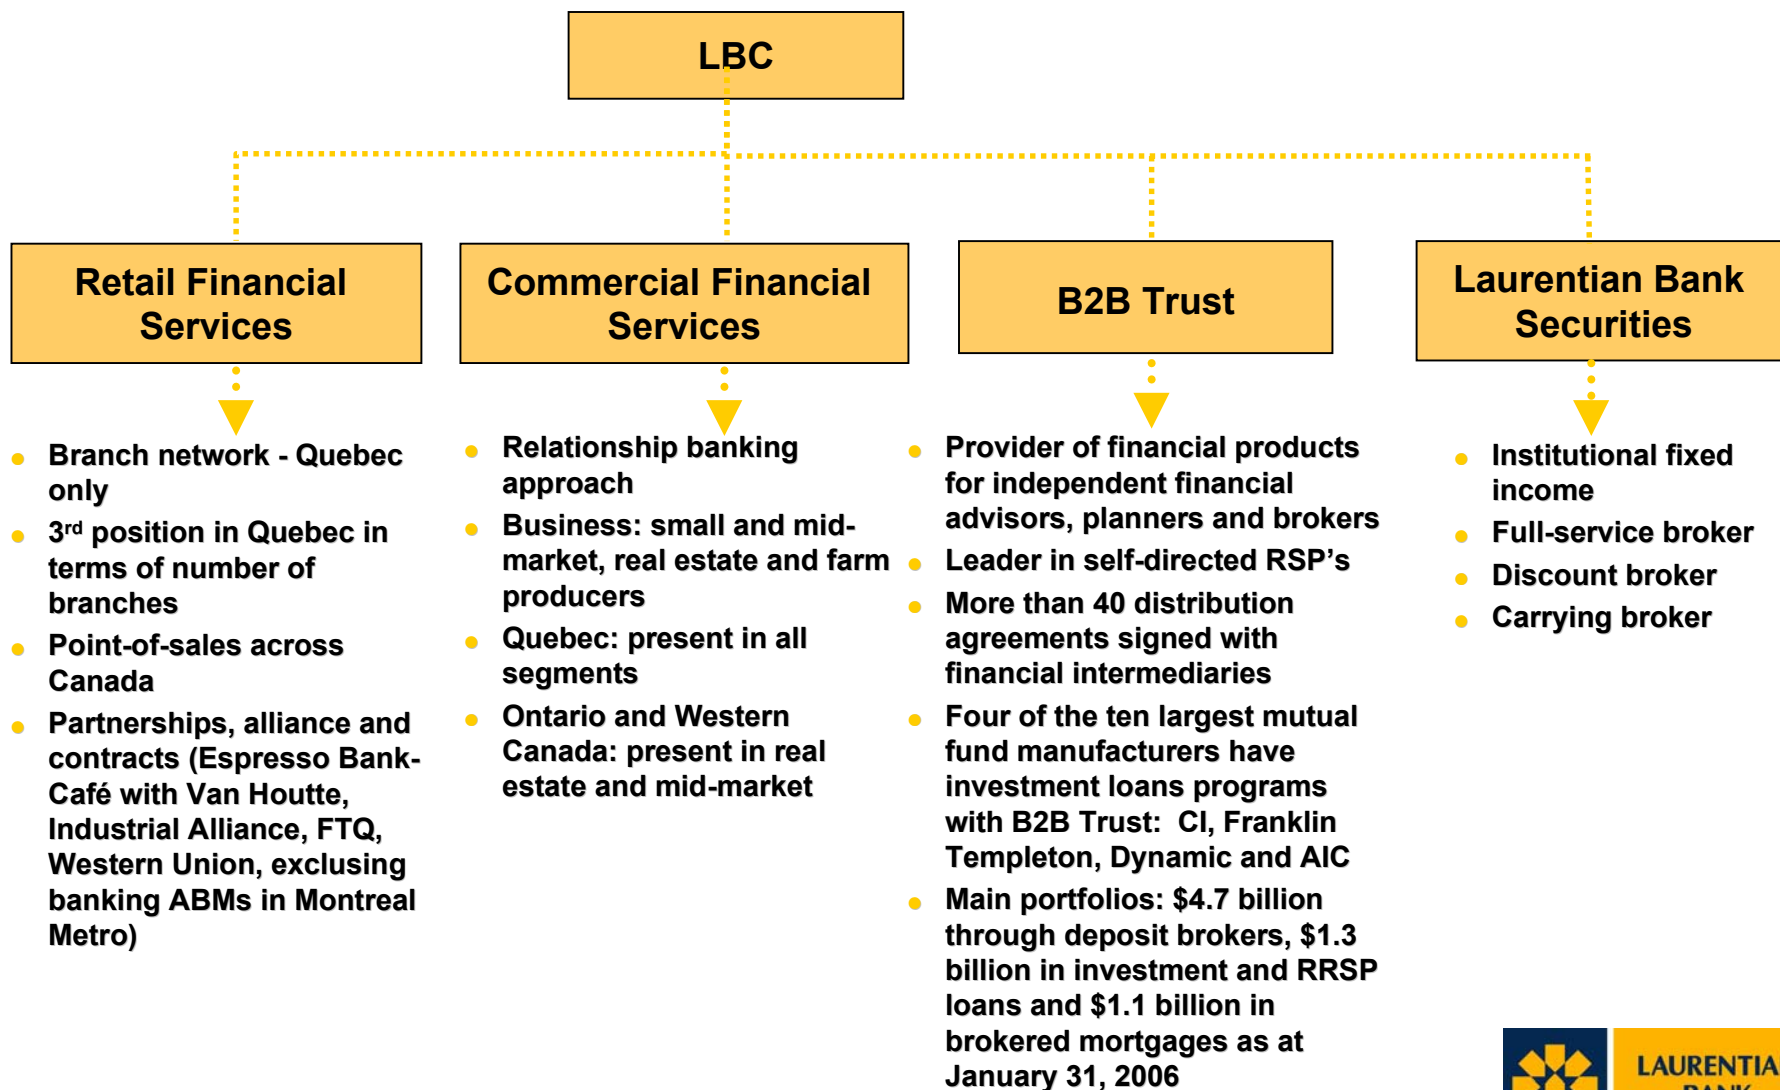 LBC
Retail Financial
Services
Commercial Financial
Services
B2B Trust
Laurentian Bank
Securities
Branch network - Quebec
only
3rd position in Quebec in
terms of number of
branches
Point-of-sales across
Canada
Partnerships, alliance and
contracts (Espresso Bank-
Café with Van Houtte,
Industrial Alliance, FTQ,
Western Union, exclusing
banking ABMs in Montreal
Metro)
Relationship banking
approach
Business: small and mid-
market, real estate and farm
producers
Quebec: present in all
segments
Ontario and Western
Canada: present in real
estate and mid-market
Provider of financial products
for independent financial
advisors, planners and brokers
Leader in self-directed RSP's
More than 40 distribution
agreements signed with
financial intermediaries
Four of the ten largest mutual
fund manufacturers have
investment loans programs
with B2B Trust: CI, Franklin
Templeton, Dynamic and AIC
Main portfolios: $4.7 billion
through deposit brokers, $1.3
billion in investment and RRSP
loans and $1.1 billion in
brokered mortgages as at
January 31, 2006
Institutional fixed
income
Full-service broker
Discount broker
Carrying broker
LAURENTIA
BANK